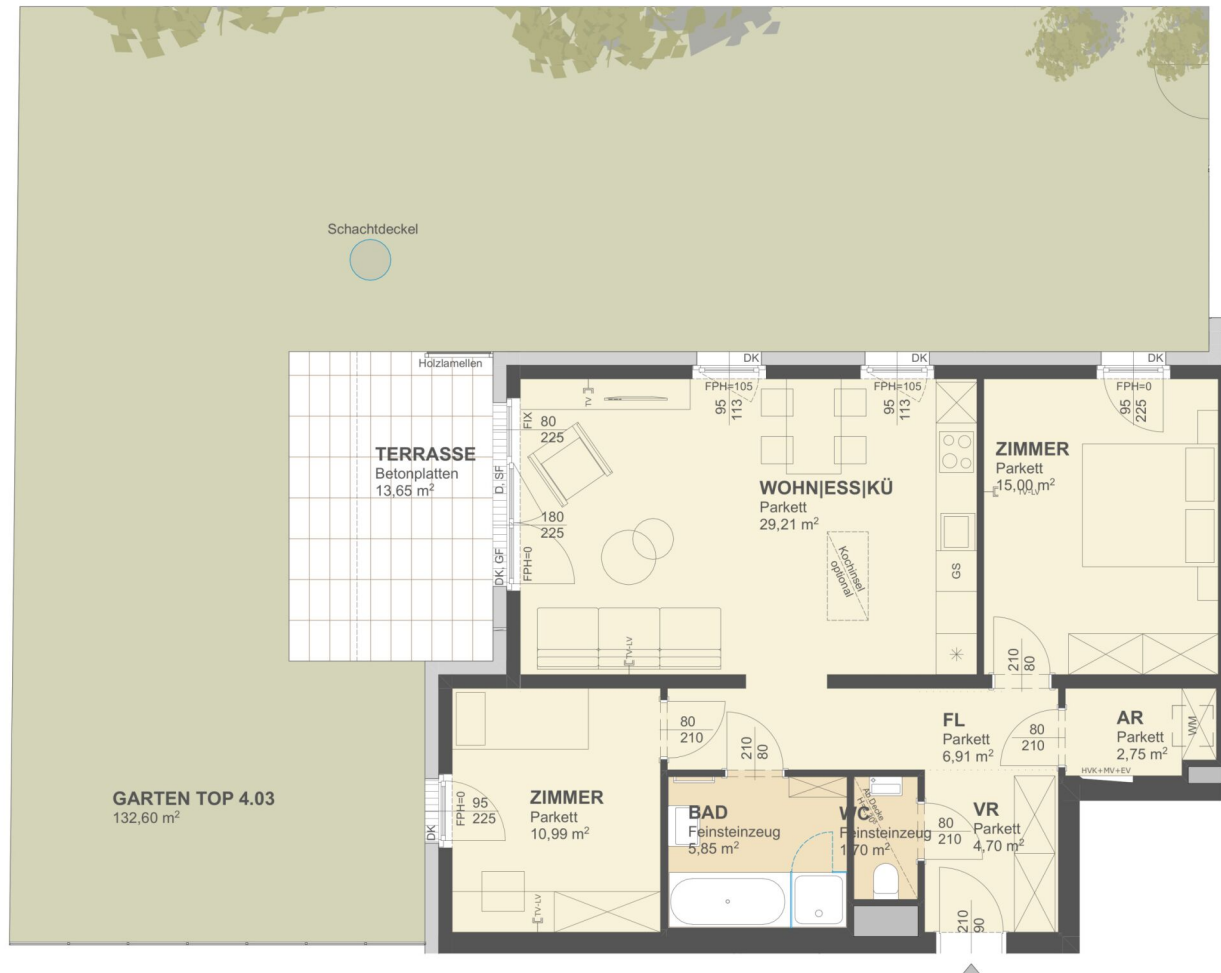 Schachtdeckel
Holzlamellen
DK
DK
DK
FPH=105
95
113
FPH=105
95
113
FPH=0
95
225
TV
FIX
80
225
TERRASSE
Betonplatten
13,65 m²
D, SF
180
225
DK, GF
FPH=0
WOHN|ESS|KÜ
Parkett
29,21 m²
Kochinsel
optional
GS
ZIMMER
Parkett
15,00 m²
TV-LV
TV-LV
210
80
80
210
210
80
FL
Parkett
6,91 m²
80
210
AR
Parkett
2,75 m²
WM
HVK+MV+EV
GARTEN TOP 4.03
132,60 m²
DK
FPH=0
95
225
ZIMMER
Parkett
10,99 m²
TV-LV
BAD
Feinsteinzeug
5,85 m²
Ab.Decke
WC
Feinsteinzeug
1,70 m²
80
210
VR
Parkett
4,70 m²
210
90